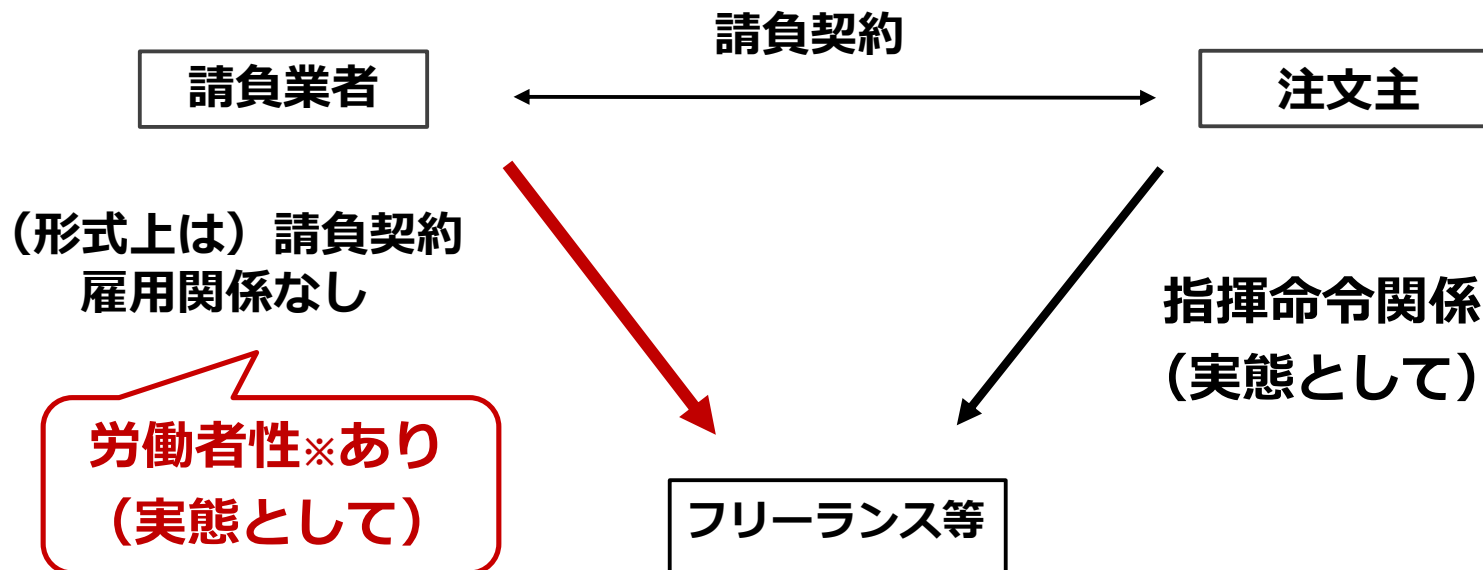 請負契約
請負業者
注文主
（形式上は）請負契約
雇用関係なし
指揮命令関係
（実態として）
労働者性※あり
（実態として）
フリーランス等